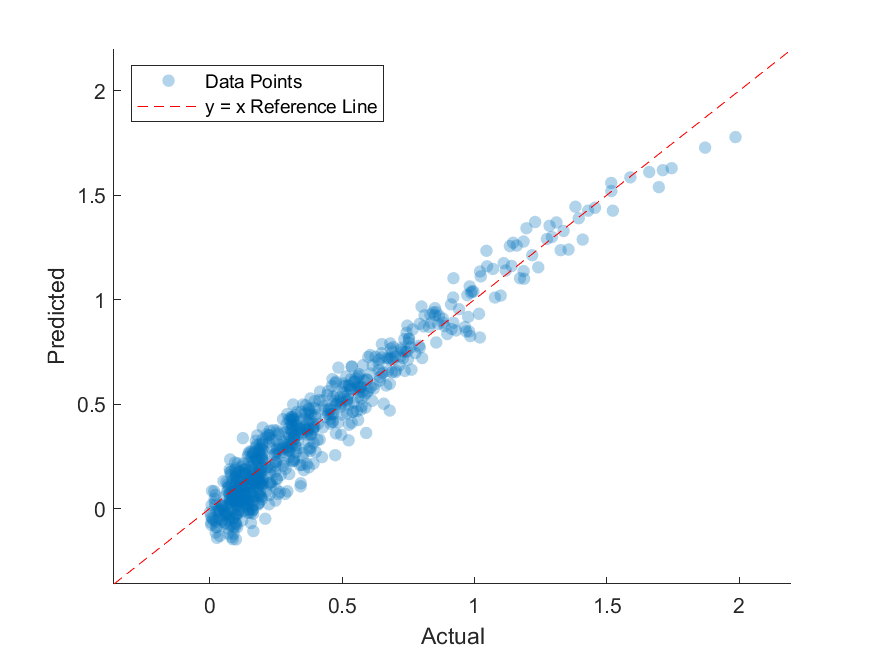 Data Points
y = x Reference Line
2
1.5
1
0.5
0
Predicted
0
0.5
1
1.5
2
Actual